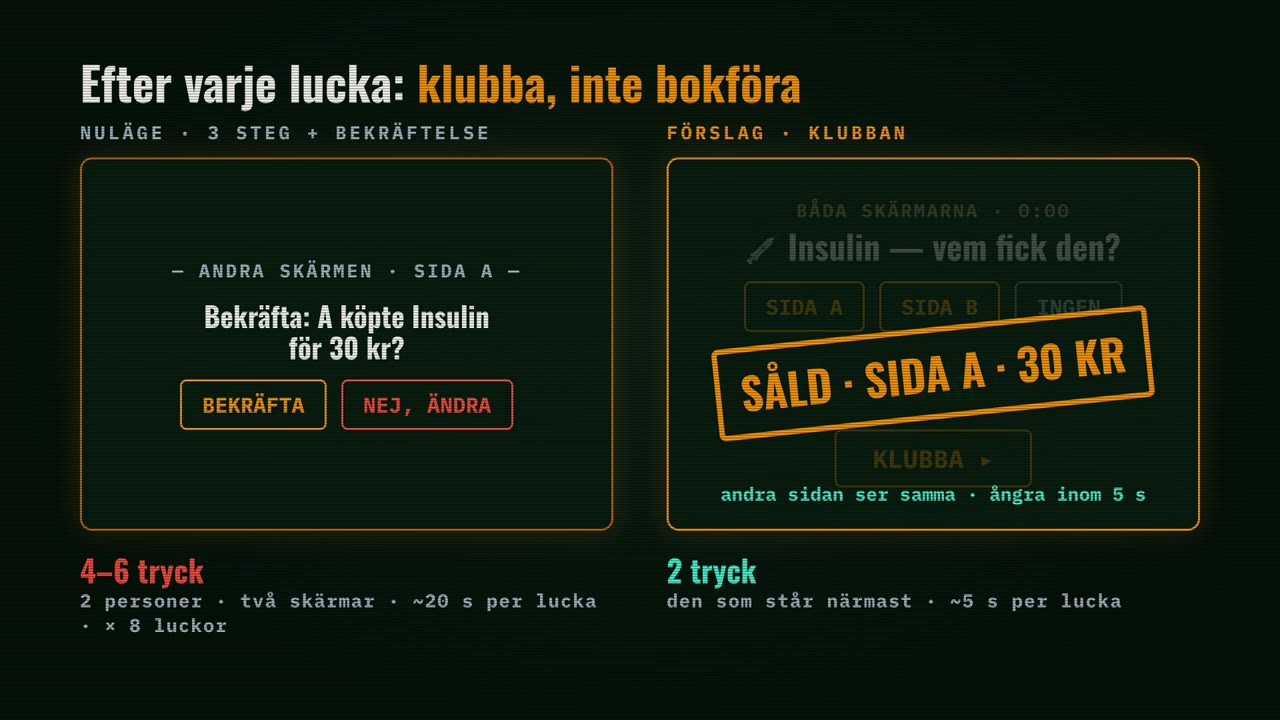 Efter varje lucka: klubba, inte bokföra
NULÄGE · 3 STEG + BEKRÄFTELSE
— ANDRA SKÄRMEN · SIDA A —
Bekräfta: A köpte Insulin
för 30 kr?
BEKRÄFTA
NEJ, ÄNDRA
4–6 tryck
2 personer · två skärmar · ~20 s per lucka
· × 8 luckor
FÖRSLAG · KLUBBAN
BÅDA SKÄRMARNA · 0:00
Insulin — vem fick den?
SIDA A
SIDA B
INGEN
SÅLD · SIDA A · 30 KR
KLUBBA ▸
andra sidan ser samma · ångra inom 5 s
2 tryck
den som står närmast · ~5 s per lucka